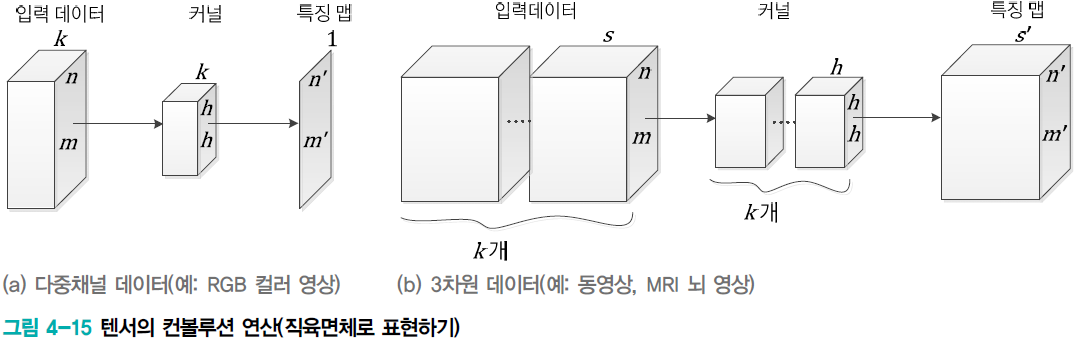 입력 데이터 커널 특징 맵
k 1
n k n′
h
m h m′
입력데이터 커널 특징 맵
s s′
n h n′
h
m h m′
k개 k개
(a) 다중채널 데이터(예: RGB 컬러 영상)
(b) 3차원 데이터(예: 동영상, MRI 뇌 영상)
그림 4-15 텐서의 컨볼루션 연산(직육면체로 표현하기)